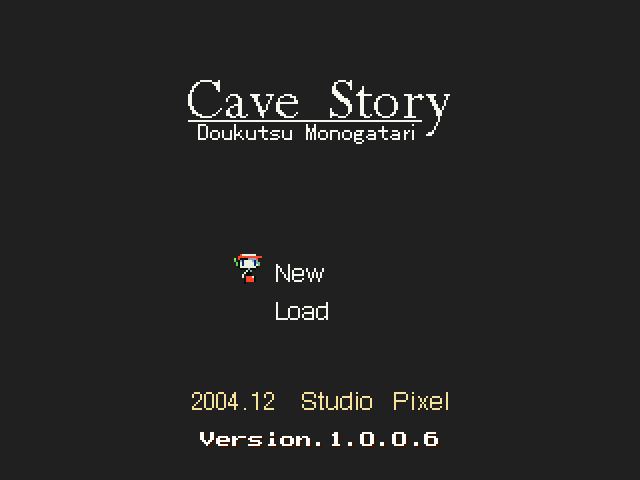 Cave Story
Doukutsu Monogatari
New
Load
2004.12 Studio Pixel
Version.1.0.0.6